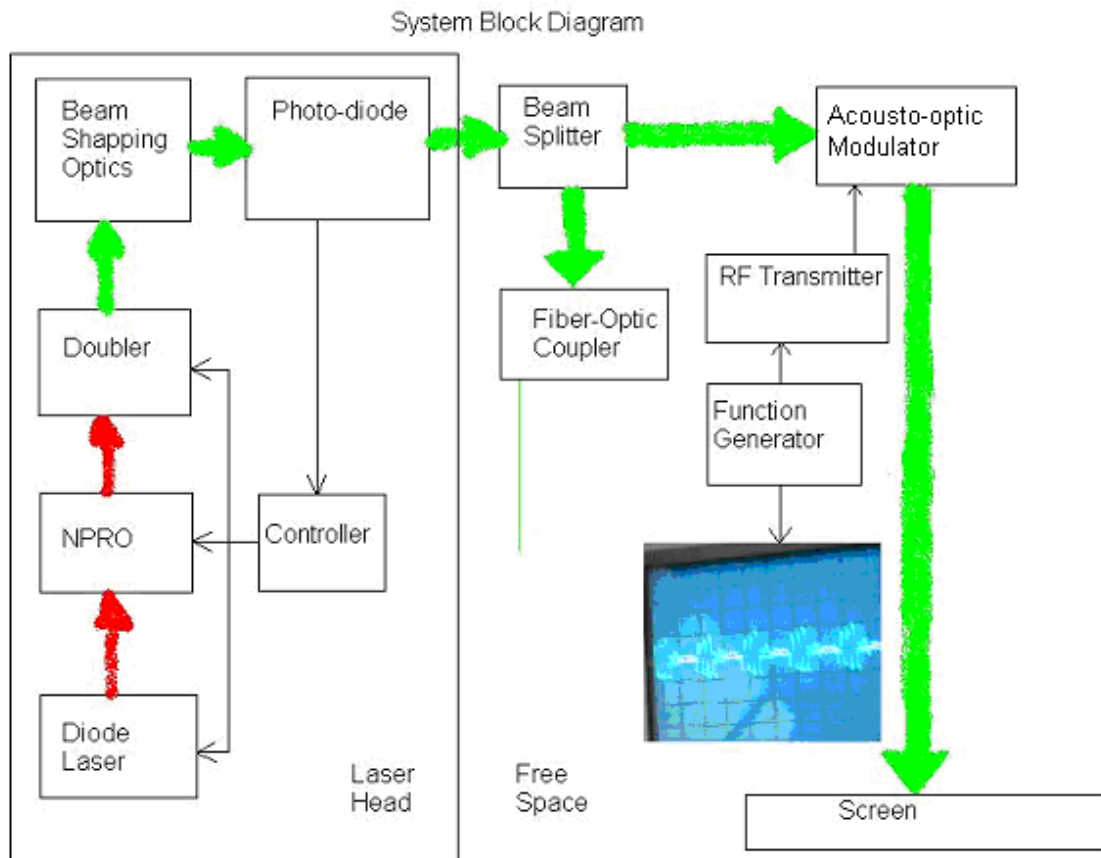 System Block Diagram
Beam
Shapping
Optics
Photo-diode
Beam
Splitter
Acousto-optic
Modulator
RF Transmitter
Doubler
Fiber-Optic
Coupler
Function
Generator
NPRO
Controller
Diode
Laser
Laser
Head
Free
Space
Screen